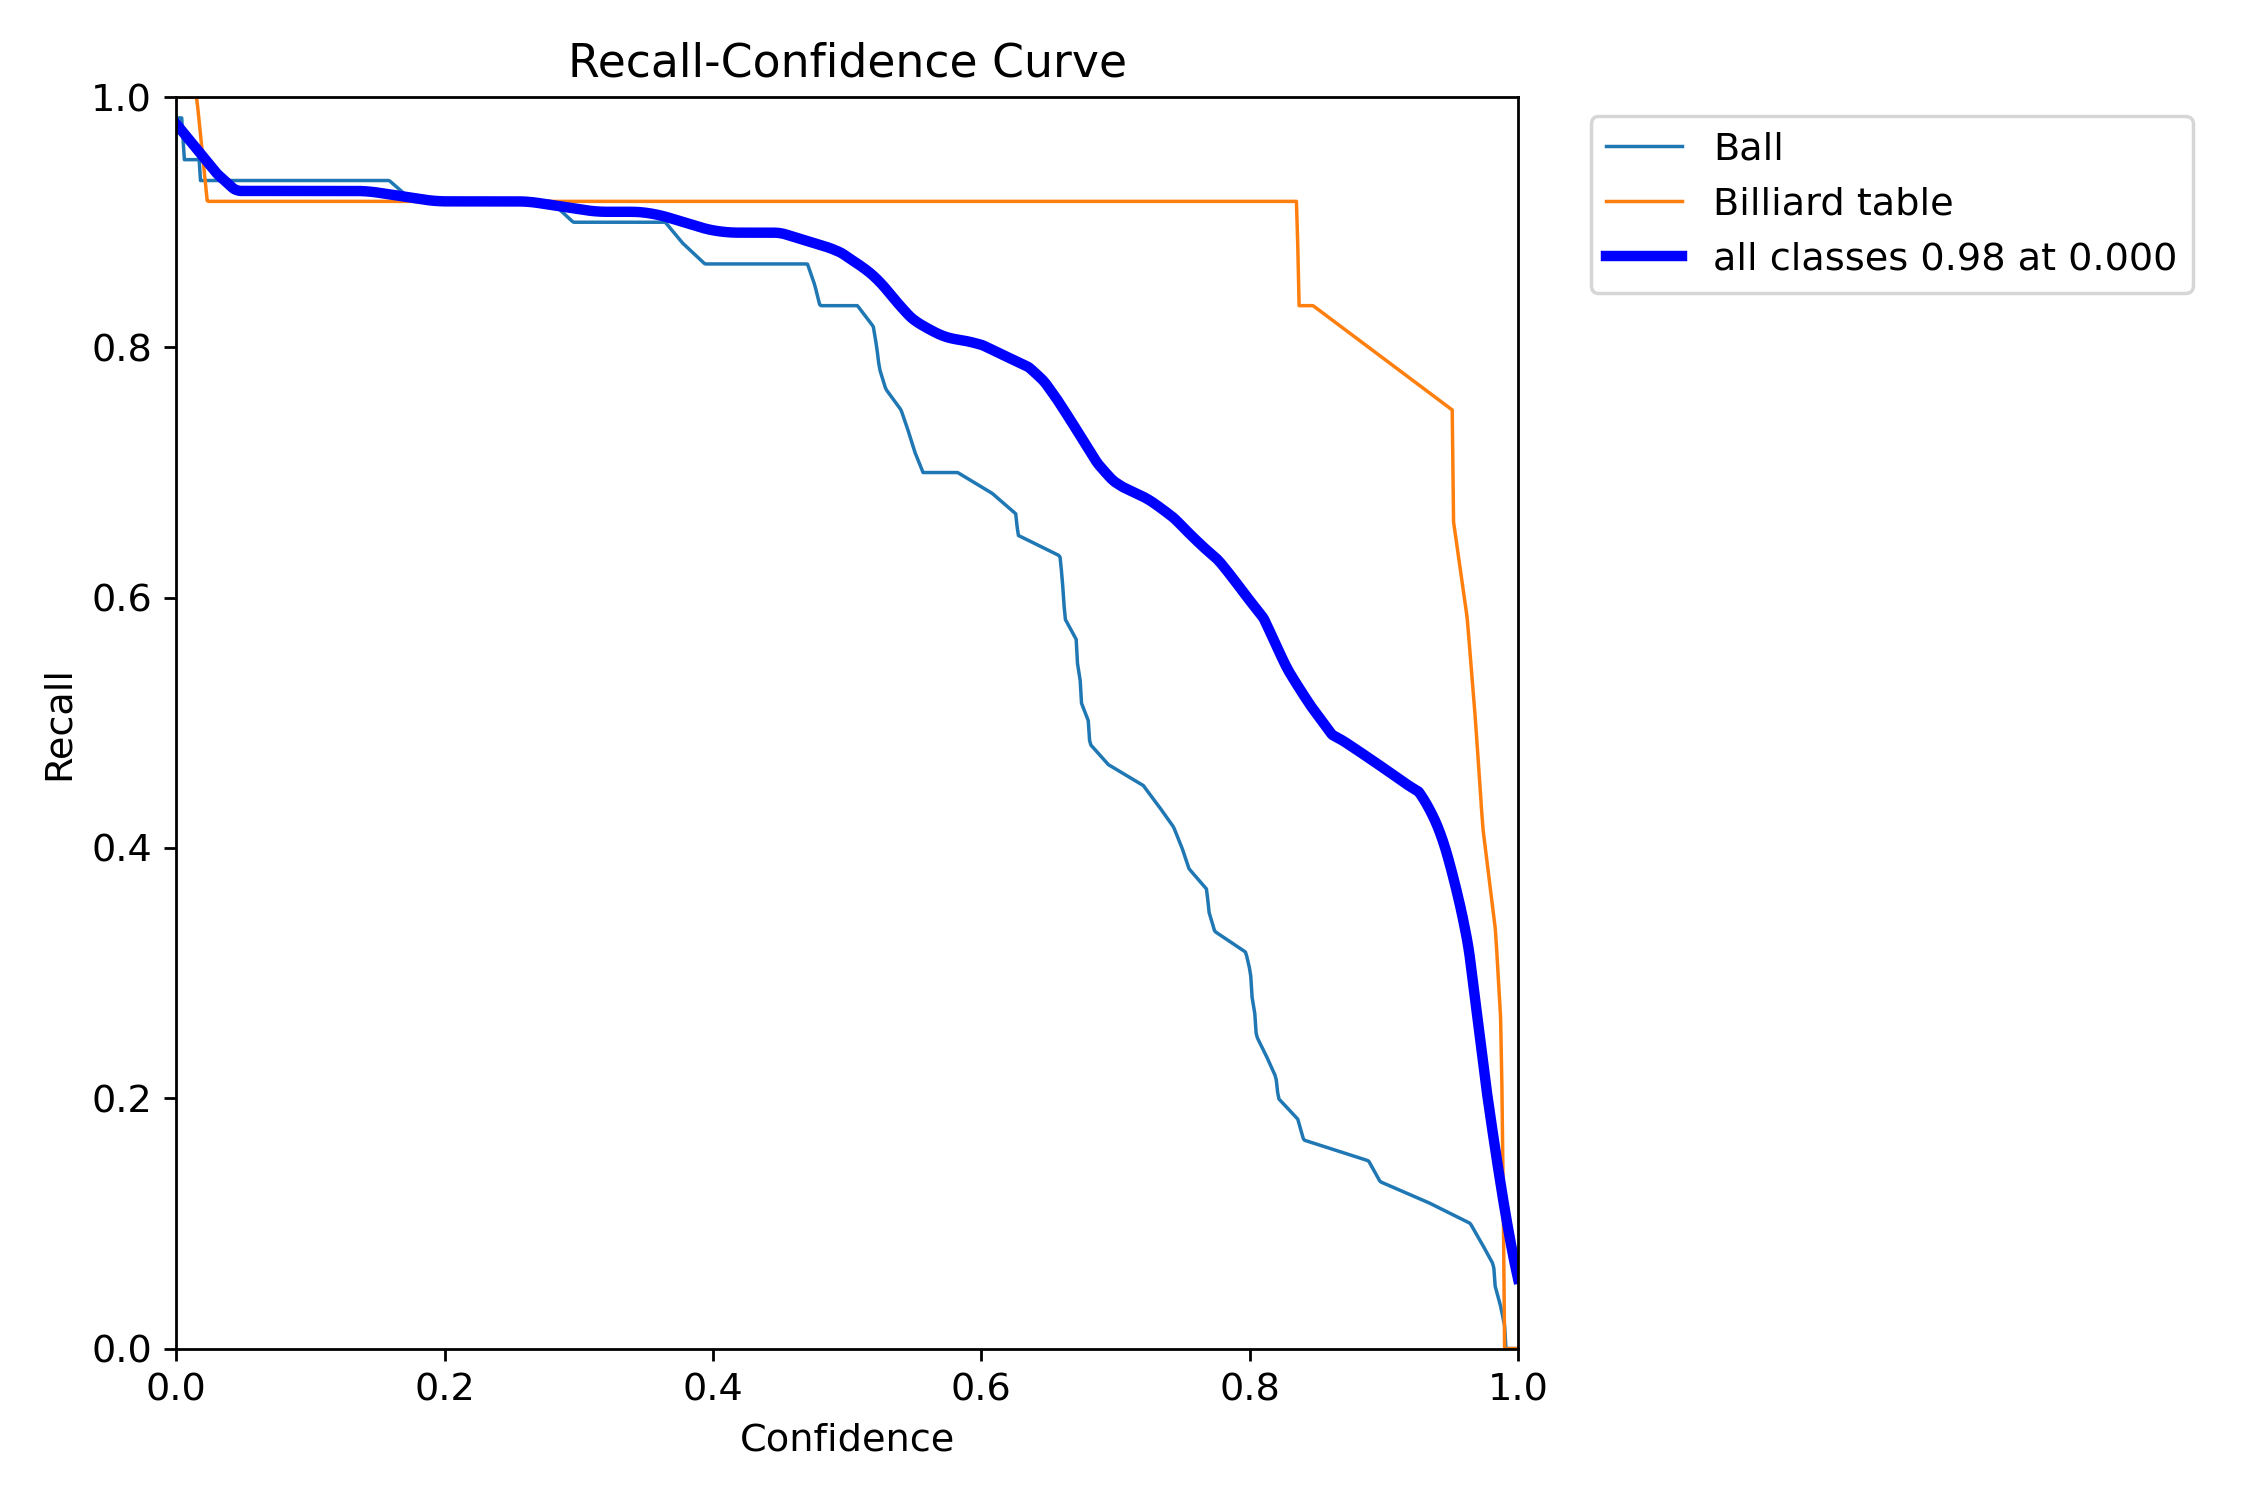 Recall-Confidence Curve
1.0
0.8
0.6
0.4
0.2
0.0
Recall
0.0 0.2 0.4 0.6 0.8 1.0
Confidence
Ball
Billiard table
all classes 0.98 at 0.000